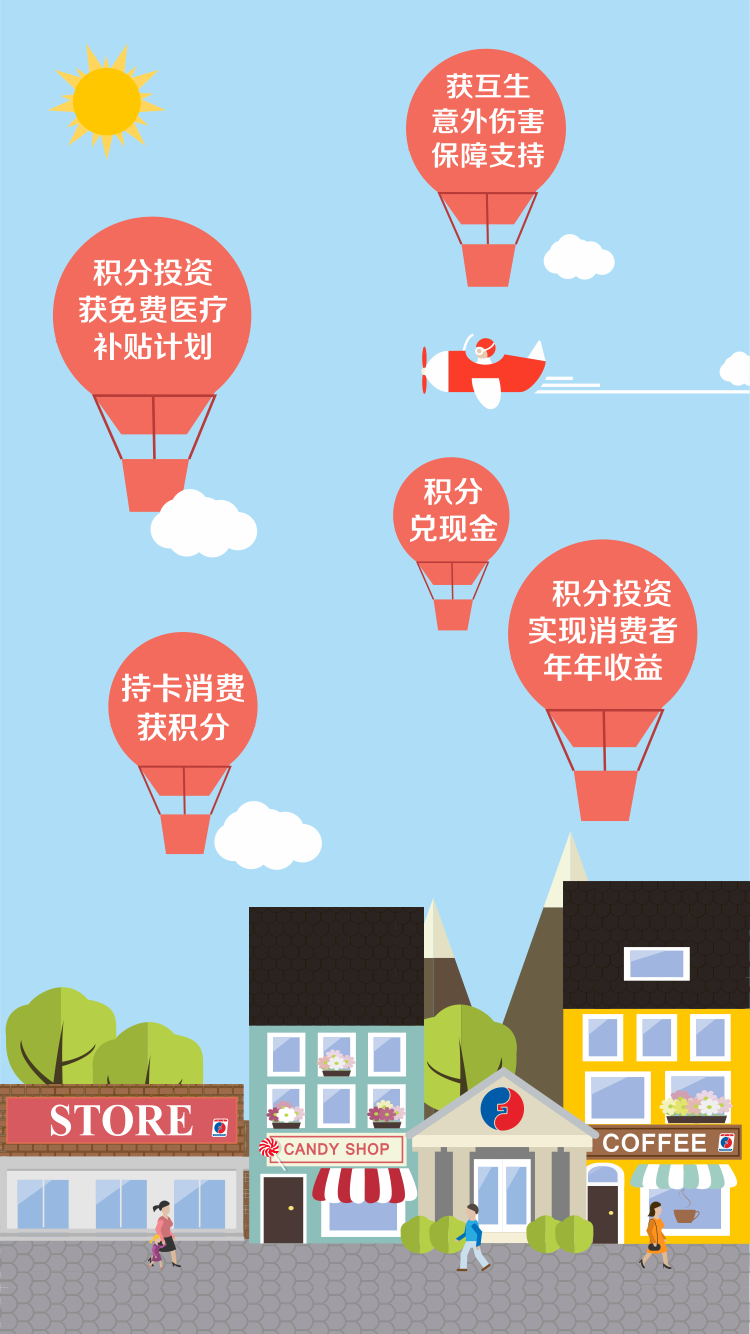 获互生
意外伤害
保障支持
积分投资
获免费医疗
补贴计划
积分
兑现金
积分投资
实现消费者
年年收益
持卡消费
获积分
STORE
CANDY SHOP
COFFEE